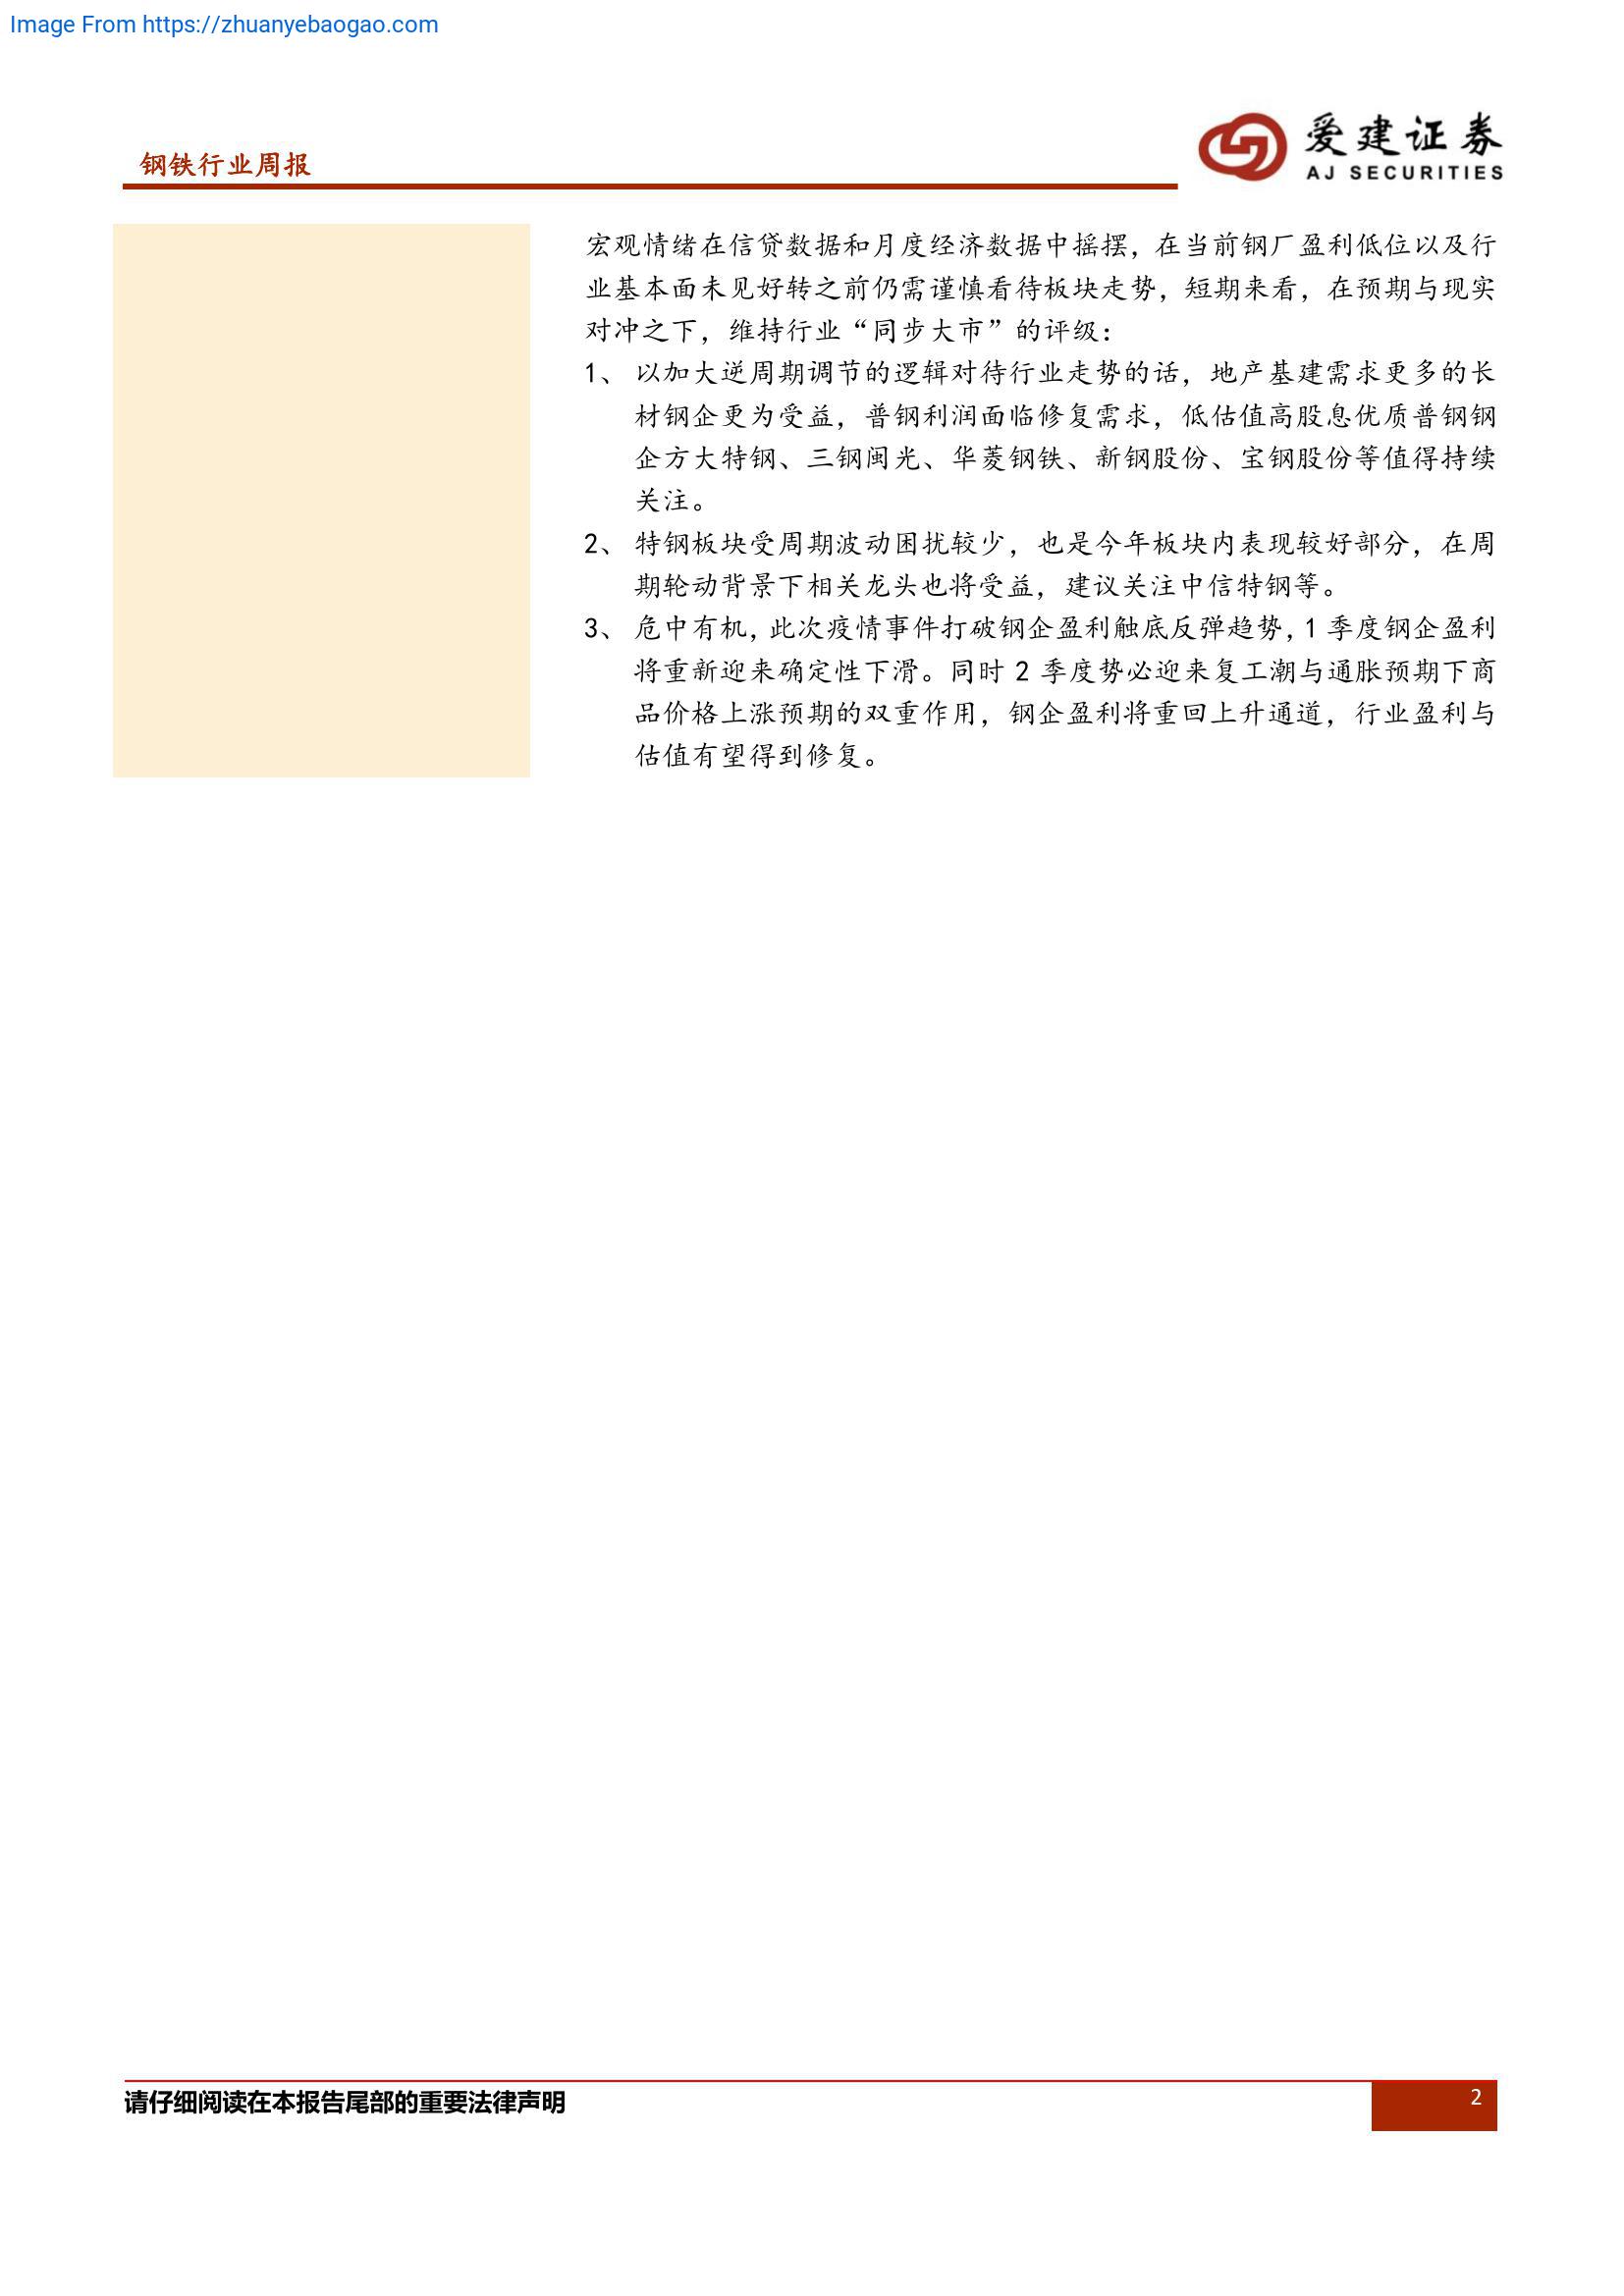 Image From https://zhuanyebaogao.com
钢铁行业周报
爱建证券
AJ SECURITIES
宏观情绪在信贷数据和月度经济数据中摇摆，在当前钢厂盈利低位以及行
业基本面未见好转之前仍需谨慎看待板块走势，短期来看，在预期与现实
对冲之下，维持行业“同步大市”的评级：
1、 以加大逆周期调节的逻辑对待行业走势的话，地产基建需求更多的长
材钢企更为受益，普钢利润面临修复需求，低估值高股息优质普钢钢
企方大特钢、三钢闽光、华菱钢铁、新钢股份、宝钢股份等值得持续
关注。
2、 特钢板块受周期波动困扰较少，也是今年板块内表现较好部分，在周
期轮动背景下相关龙头也将受益，建议关注中信特钢等。
3、 危中有机，此次疫情事件打破钢企盈利触底反弹趋势，1 季度钢企盈利
将重新迎来确定性下滑。同时 2 季度势必迎来复工潮与通胀预期下商
品价格上涨预期的双重作用，钢企盈利将重回上升通道，行业盈利与
估值有望得到修复。
请仔细阅读在本报告尾部的重要法律声明
2